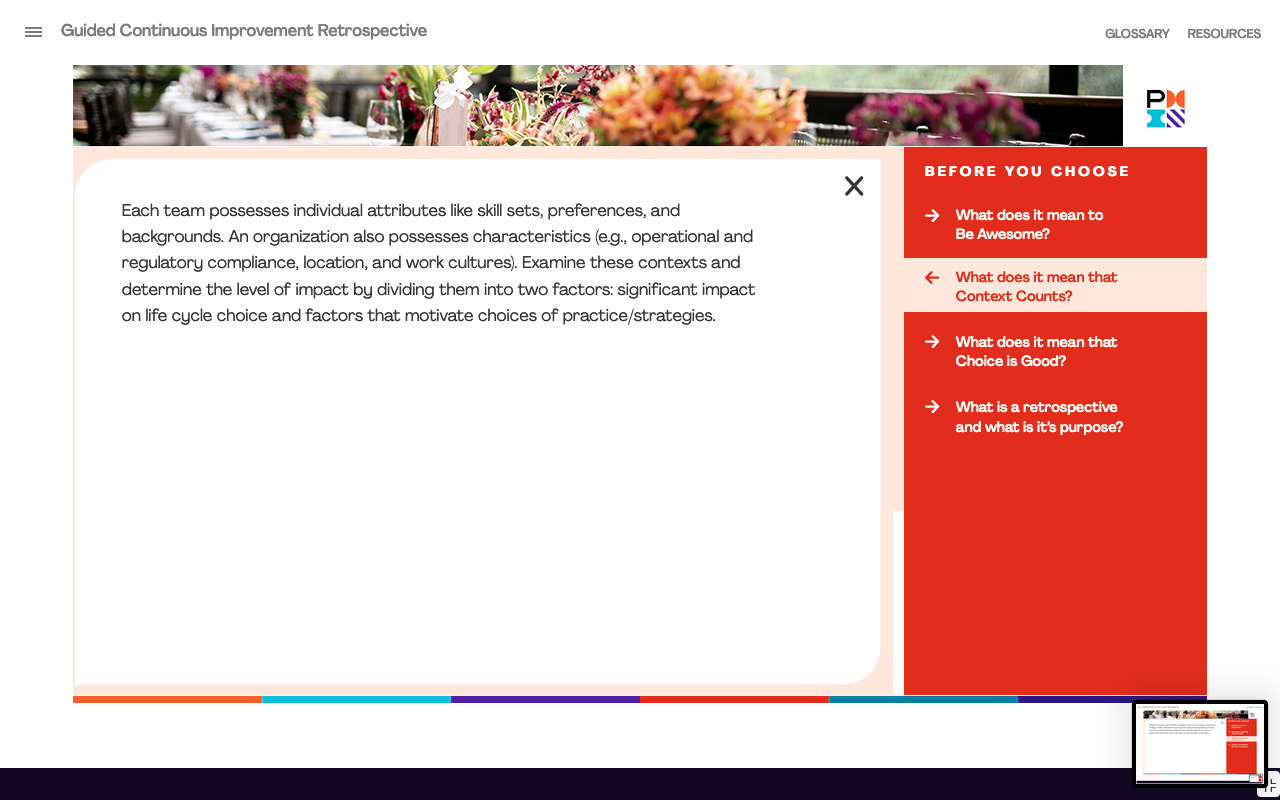 Guided Continuous Improvement Retrospective
GLOSSARY RESOURCES
Each team possesses individual attributes like skill sets, preferences, and
backgrounds. An organization also possesses characteristics (e.g., operational and
regulatory compliance, location, and work cultures). Examine these contexts and
determine the level of impact by dividing them into two factors: significant impact
on life cycle choice and factors that motivate choices of practice/strategies.
BEFORE YOU CHOOSE
What does it mean to
Be Awesome?
What does it mean that
Context Counts?
What does it mean that
Choice is Good?
What is a retrospective
and what is it's purpose?